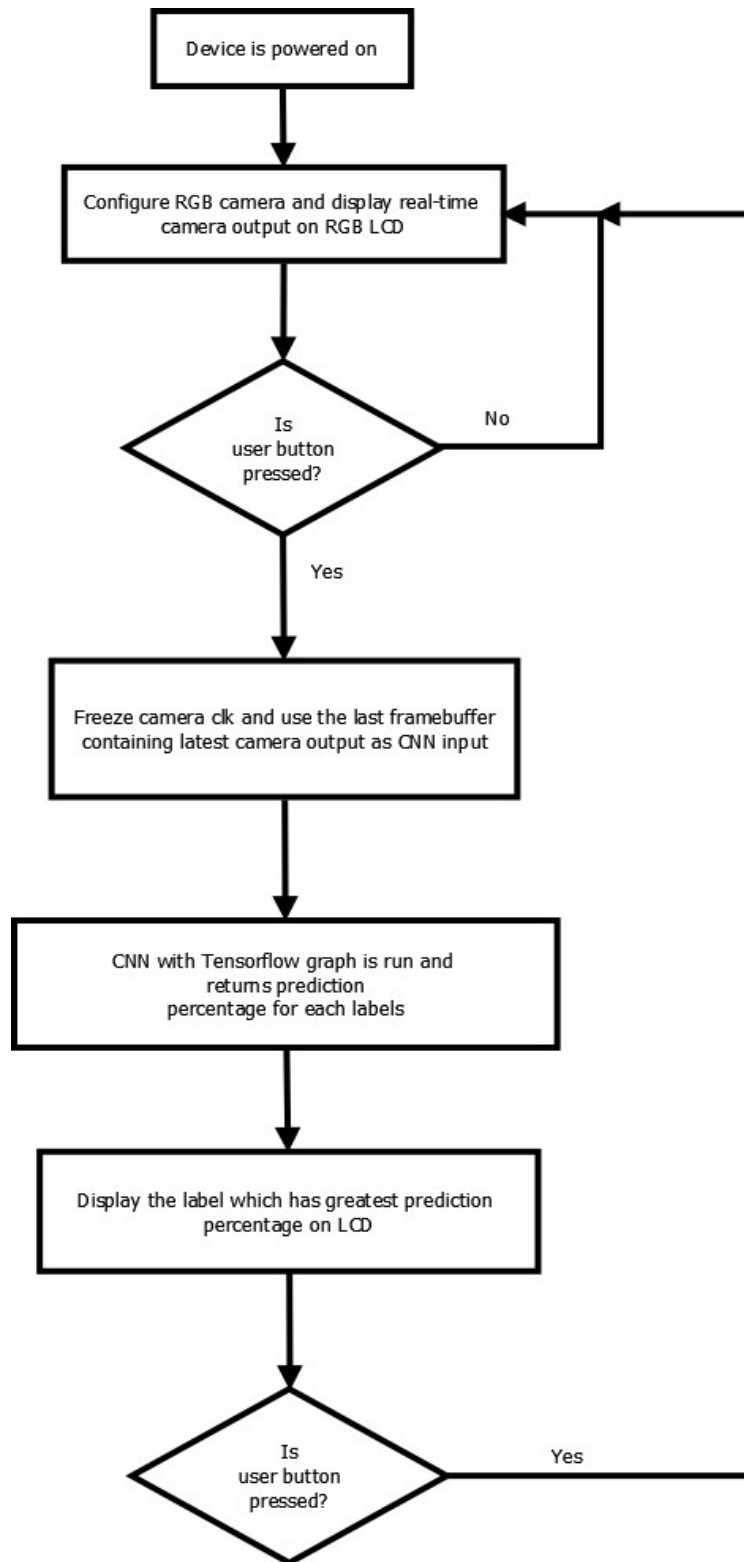 Device is powered on
Configure RGB camera and display real-time
camera output on RGB LCD
Is
user button
pressed?
No
Yes
Freeze camera clk and use the last framebuffer
containing latest camera output as CNN input
CNN with Tensorflow graph is run and
returns prediction
percentage for each labels
Display the label which has greatest prediction
percentage on LCD
Is
user button
pressed?
Yes